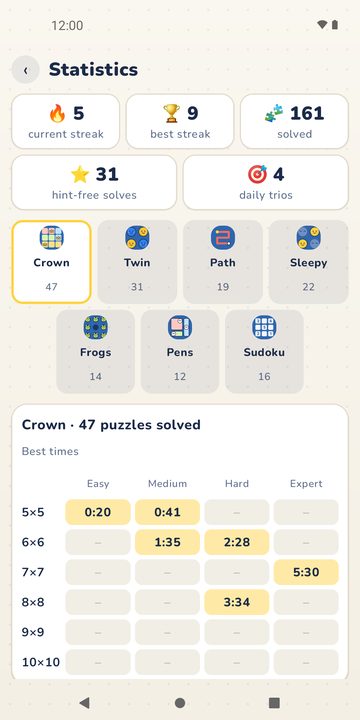 12:00
Statistics
5
current streak
9
best streak
161
solved
31
hint-free solves
4
daily trios
Crown
47
Twin
31
Path
19
Sleepy
22
Frogs
14
Pens
12
Sudoku
16
Crown · 47 puzzles solved
Best times
Easy Medium Hard Expert
5×5 0:20 0:41 – –
6×6 – 1:35 2:28 –
7×7 – – – 5:30
8×8 – – 3:34 –
9×9 – – – –
10×10 – – – –